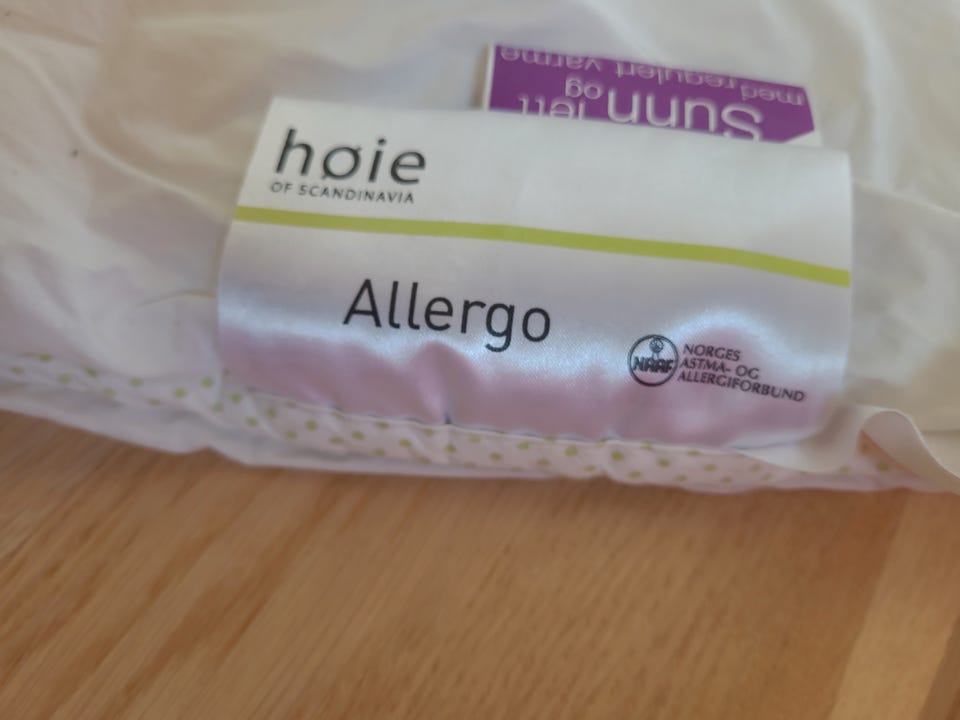 høie
OF SCANDINAVIA
Allergo
NAAF
NORGES
ASTMA- OG
ALLERGIFORBUND
Sunn og lett
med regulert varme